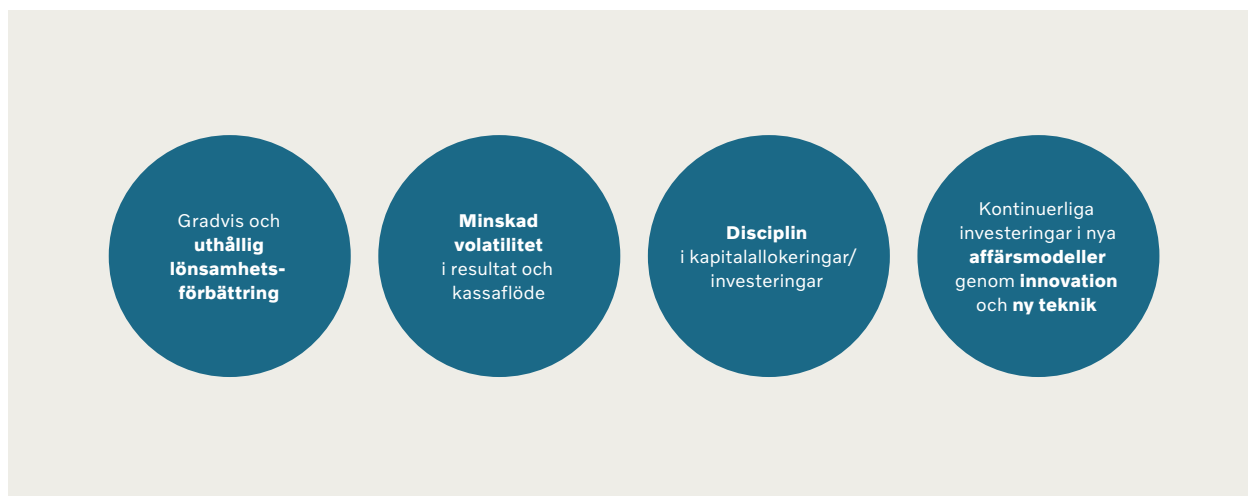 Gradvis och
uthållig
lönsamhets-
förbättring
Minskad
volatilitet
i resultat och
kassaflöde
Disciplin
i kapitalallokeringar/
investeringar
Kontinuerliga
investeringar i nya
affärsmodeller
genom innovation
och ny teknik